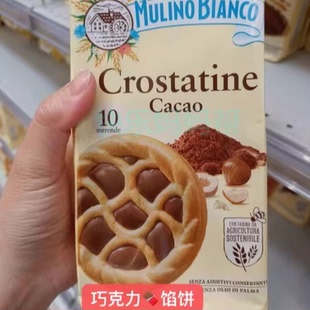 MULINO BIANCO
Crostatine
Cacao
10
merende
CON FARINA DA
AGRICOLTURA
SOSTENIBILE
SENZA ADDITIVI CONSERVANTI
SENZA OLIO DI PALMA
巧克力🍫馅饼